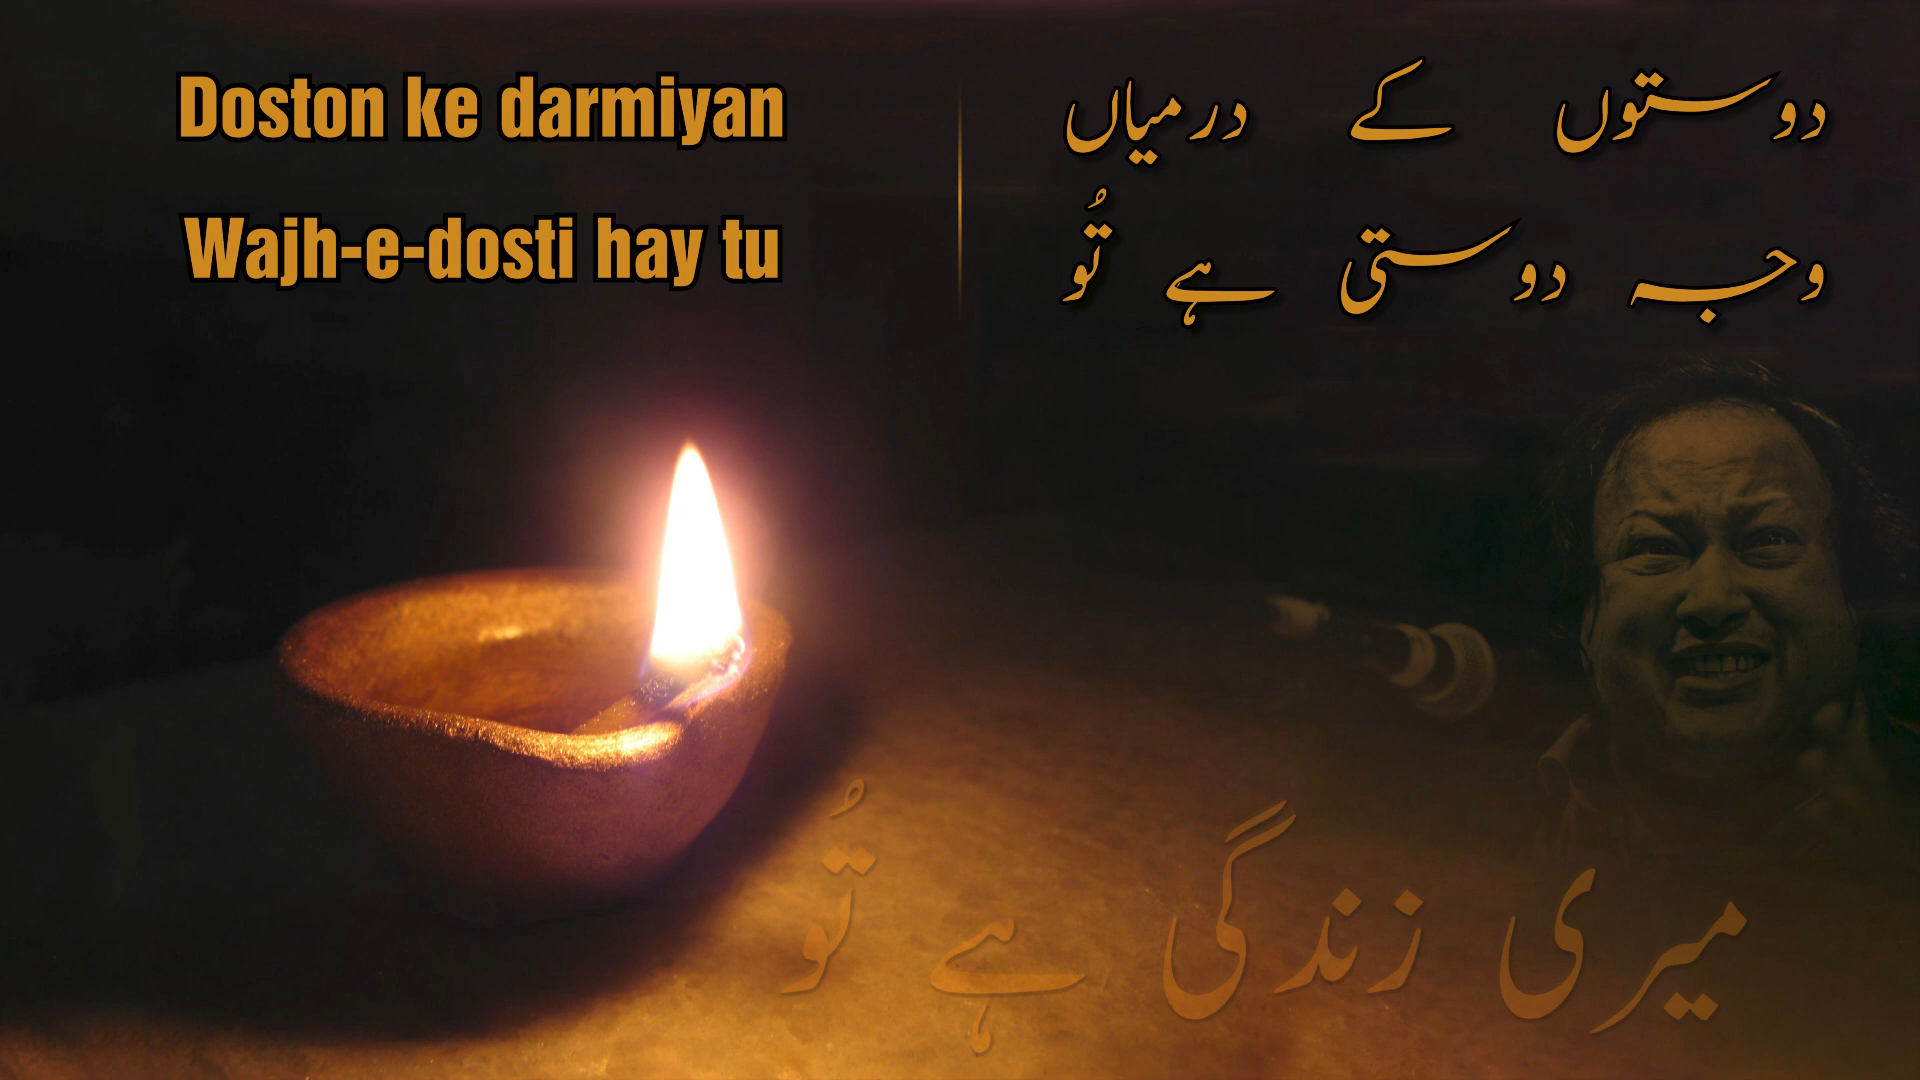 Doston ke darmiyan
Wajh-e-dosti hay tu
دوستوں کے درمیاں
وجہ دوستی ہے تُو
میری زندگی ہے تُو